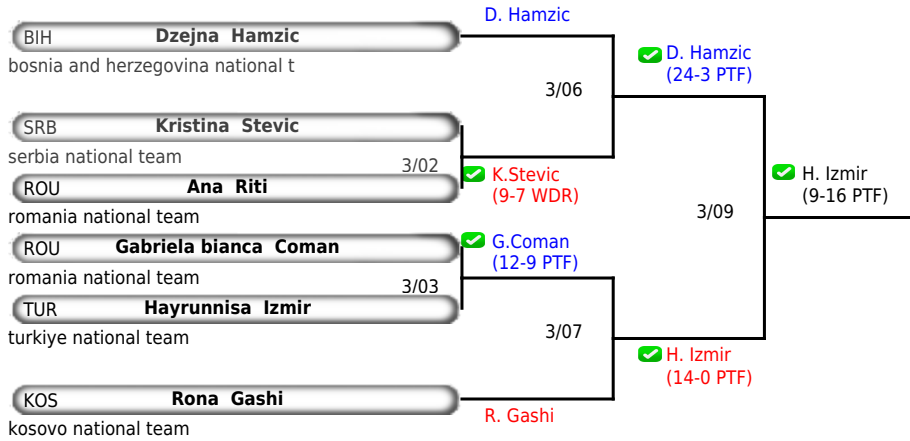 D. Hamzic
BIH Dzejna Hamzic
bosnia and herzegovina national t
D. Hamzic
(24-3 PTF)
3/06
SRB Kristina Stevic
serbia national team
3/02
K.Stevic
(9-7 WDR)
ROU Ana Riti
romania national team
H. Izmir
(9-16 PTF)
3/09
ROU Gabriela bianca Coman
romania national team
G.Coman
(12-9 PTF)
3/03
TUR Hayrunnisa Izmir
turkiye national team
3/07
H. Izmir
(14-0 PTF)
KOS Rona Gashi
kosovo national team
R. Gashi